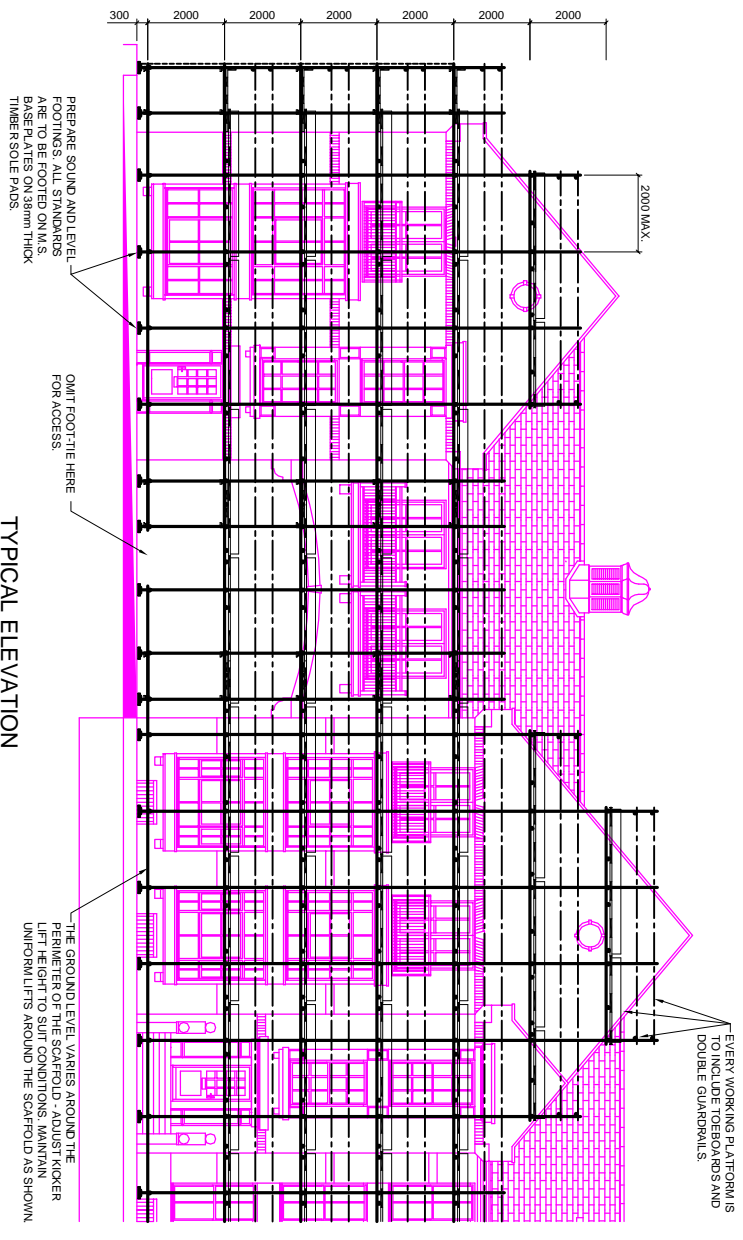 300
2000
2000
2000
2000
2000
2000
2000 MAX.
EVERY WORKING PLATFORM IS
TO INCLUDE TOEBOARDS AND
DOUBLE GUARDRAILS.
PREPARE SOUND AND LEVEL
FOOTINGS. ALL STANDARDS
ARE TO BE FOOTED ON M.S.
BASEPLATES ON 38mm THICK
TIMBER SOLE PADS.
OMIT FOOT-TIE HERE
FOR ACCESS.
THE GROUND LEVEL VARIES AROUND THE
PERIMETER OF THE SCAFFOLD - ADJUST KICKER
LIFT HEIGHT TO SUIT CONDITIONS. MAINTAIN
UNIFORM LIFTS AROUND THE SCAFFOLD AS SHOWN.
TYPICAL ELEVATION